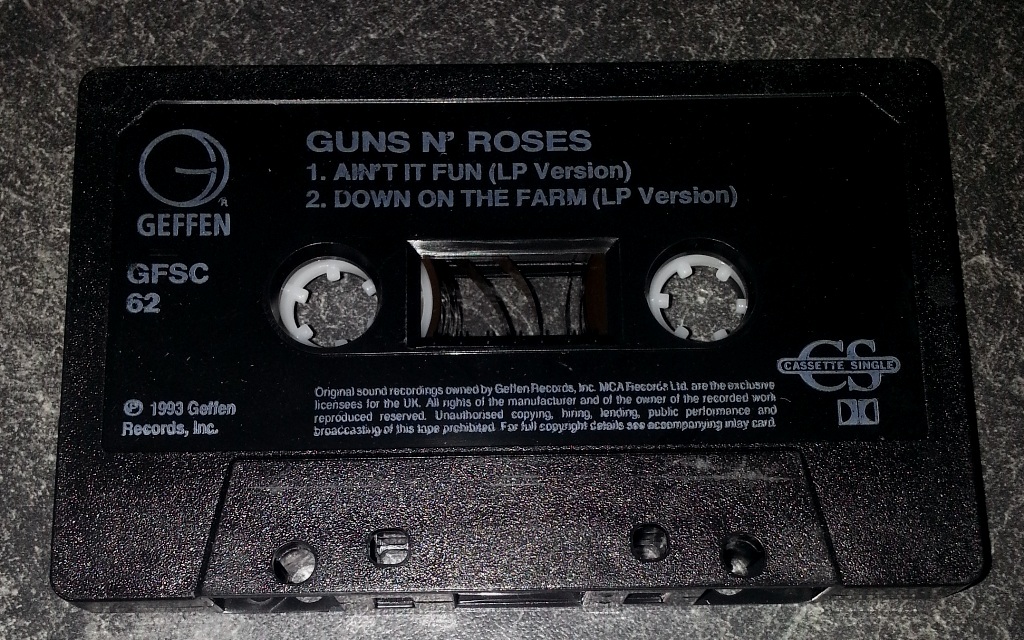 GUNS N' ROSES
1. AIN'T IT FUN (LP Version)
2. DOWN ON THE FARM (LP Version)
G
R
GEFFEN
GFSC
62
CS
CASSETTE SINGLE
℗ 1993 Geffen
Records, Inc.
Original sound recordings owned by Geffen Records, Inc. MCA Records Ltd. are the exclusive
licensees for the UK. All rights of the manufacturer and of the owner of the recorded work
reproduced reserved. Unauthorised copying, hiring, lending, public performance and
broadcasting of this tape prohibited. For full copyright details see accompanying inlay card.